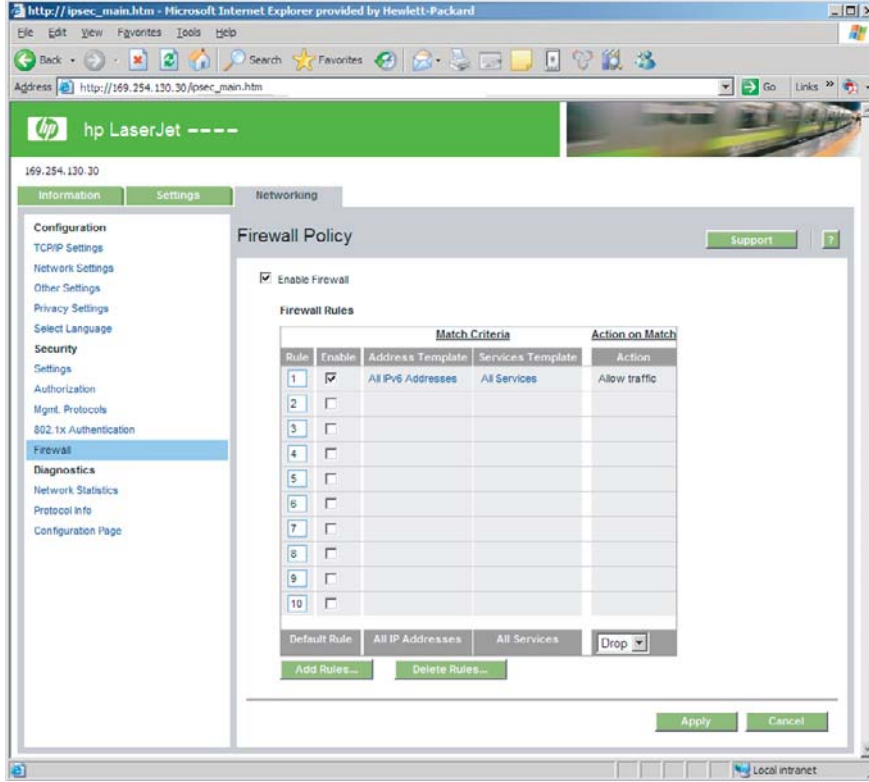 http://ipsec_main.htm - Microsoft Internet Explorer provided by Hewlett-Packard
File Edit View Favorites Tools Help
Back Search Favorites
Address http://169.254.130.30/ipsec_main.htm Go Links »
hp hp LaserJet ----
169.254.130.30
Information Settings Networking
Configuration
TCP/IP Settings
Network Settings
Other Settings
Privacy Settings
Select Language
Security
Settings
Authorization
Mgmt. Protocols
802.1x Authentication
Firewall
Diagnostics
Network Statistics
Protocol Info
Configuration Page
Firewall Policy
Support ?
Enable Firewall
Firewall Rules
Match Criteria Action on Match
Rule Enable Address Template Services Template Action
1 All IPv6 Addresses All Services Allow traffic
2
3
4
5
6
7
8
9
10
Default Rule All IP Addresses All Services Drop
Add Rules... Delete Rules...
Apply Cancel
Local intranet